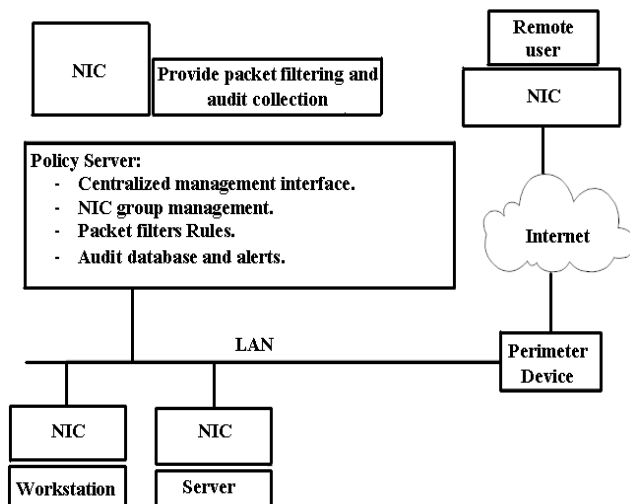 NIC
Provide packet filtering and
audit collection
Remote
user
NIC
Policy Server:
- Centralized management interface.
- NIC group management.
- Packet filters Rules.
- Audit database and alerts.
Internet
LAN
Perimeter
Device
NIC
NIC
Workstation
Server